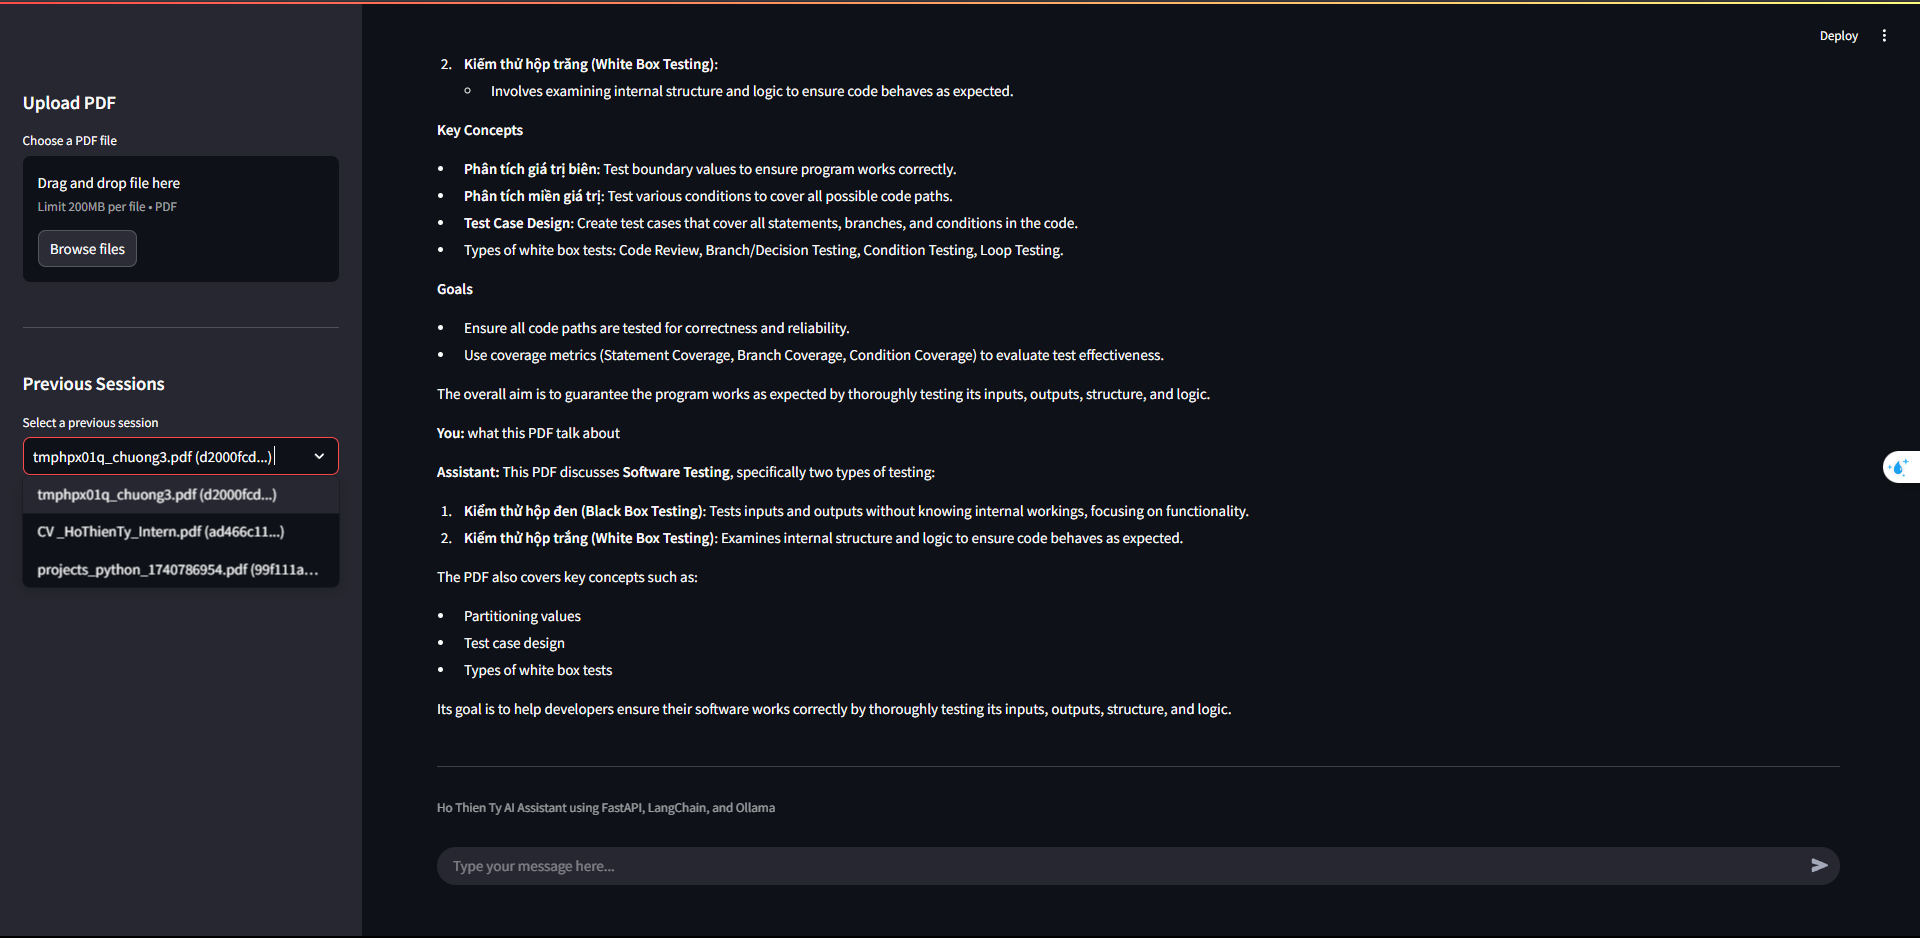 Deploy
Upload PDF
Choose a PDF file
Drag and drop file here
Limit 200MB per file • PDF
Browse files
Previous Sessions
Select a previous session
tmphpx01q_chuong3.pdf (d2000fcd...)
tmphpx01q_chuong3.pdf (d2000fcd...)
CV _HoThienTy_Intern.pdf (ad466c11...)
projects_python_1740786954.pdf (99f111a...
2. Kiểm thử hộp trắng (White Box Testing):
Involves examining internal structure and logic to ensure code behaves as expected.
Key Concepts
• Phân tích giá trị biên: Test boundary values to ensure program works correctly.
• Phân tích miền giá trị: Test various conditions to cover all possible code paths.
• Test Case Design: Create test cases that cover all statements, branches, and conditions in the code.
• Types of white box tests: Code Review, Branch/Decision Testing, Condition Testing, Loop Testing.
Goals
• Ensure all code paths are tested for correctness and reliability.
• Use coverage metrics (Statement Coverage, Branch Coverage, Condition Coverage) to evaluate test effectiveness.
The overall aim is to guarantee the program works as expected by thoroughly testing its inputs, outputs, structure, and logic.
You: what this PDF talk about
Assistant: This PDF discusses Software Testing, specifically two types of testing:
1. Kiểm thử hộp đen (Black Box Testing): Tests inputs and outputs without knowing internal workings, focusing on functionality.
2. Kiểm thử hộp trắng (White Box Testing): Examines internal structure and logic to ensure code behaves as expected.
The PDF also covers key concepts such as:
• Partitioning values
• Test case design
• Types of white box tests
Its goal is to help developers ensure their software works correctly by thoroughly testing its inputs, outputs, structure, and logic.
Ho Thien Ty AI Assistant using FastAPI, LangChain, and Ollama
Type your message here...